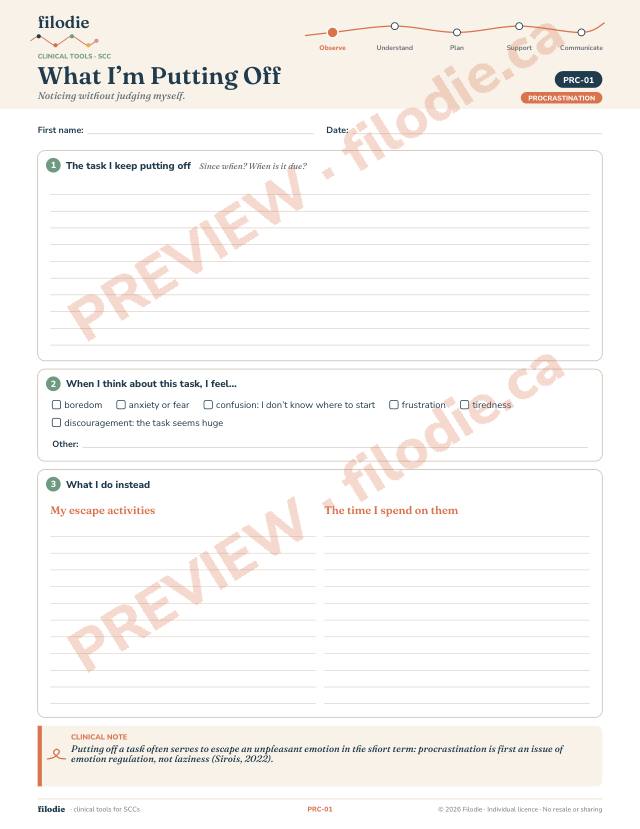 filodie
CLINICAL TOOLS · SCC
Observe Understand Plan Support Communicate
What I'm Putting Off
Noticing without judging myself.
PRC-01
PROCRASTINATION
First name: Date:
1 The task I keep putting off Since when? When is it due?
2 When I think about this task, I feel...
boredom anxiety or fear confusion: I don't know where to start frustration tiredness
discouragement: the task seems huge
Other:
3 What I do instead
My escape activities The time I spend on them
PREVIEW · filodie.ca
PREVIEW · filodie.ca
CLINICAL NOTE
Putting off a task often serves to escape an unpleasant emotion in the short term: procrastination is first an issue of
emotion regulation, not laziness (Sirois, 2022).
filodie · clinical tools for SCCs PRC-01 © 2026 Filodie · Individual licence · No resale or sharing